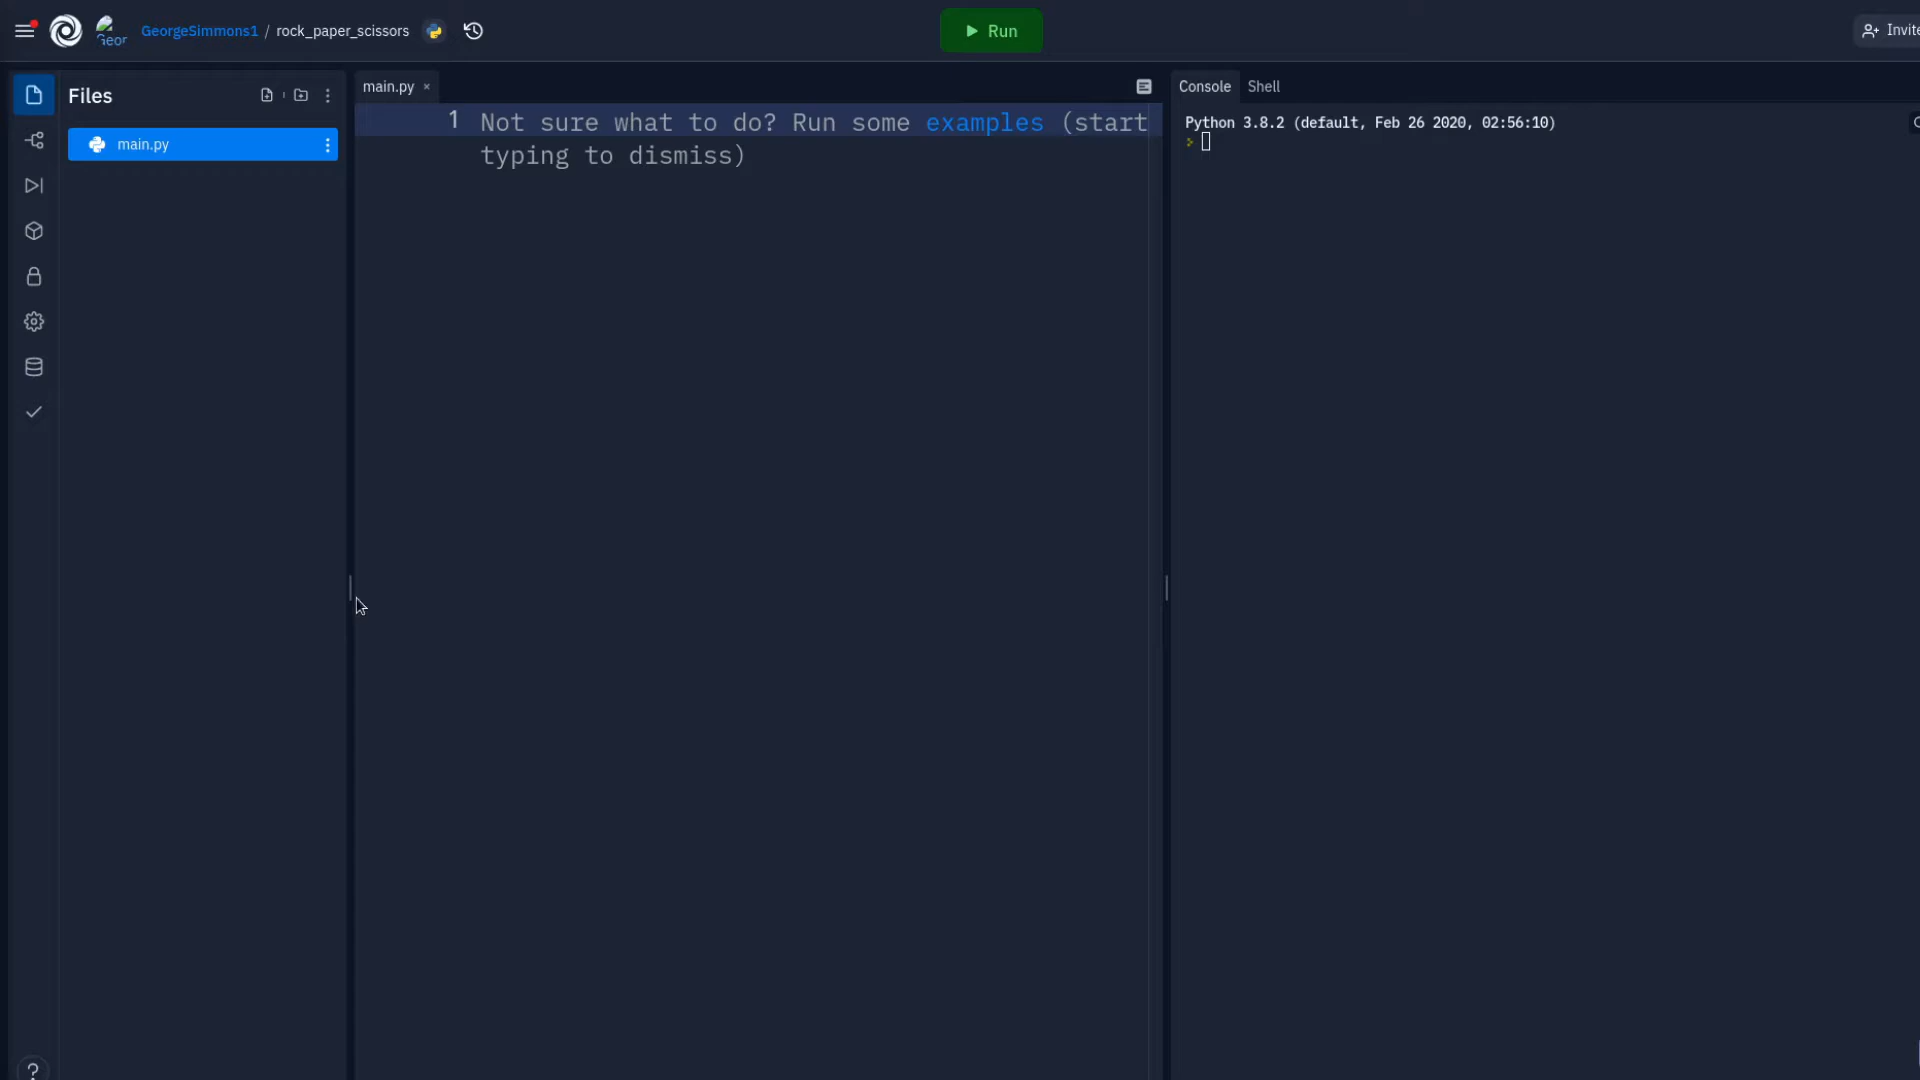 Geor
GeorgeSimmons1 / rock_paper_scissors
Run
Invite
Files
main.py
main.py ×
1 Not sure what to do? Run some examples (start
typing to dismiss)
Console Shell
Python 3.8.2 (default, Feb 26 2020, 02:56:10)
?